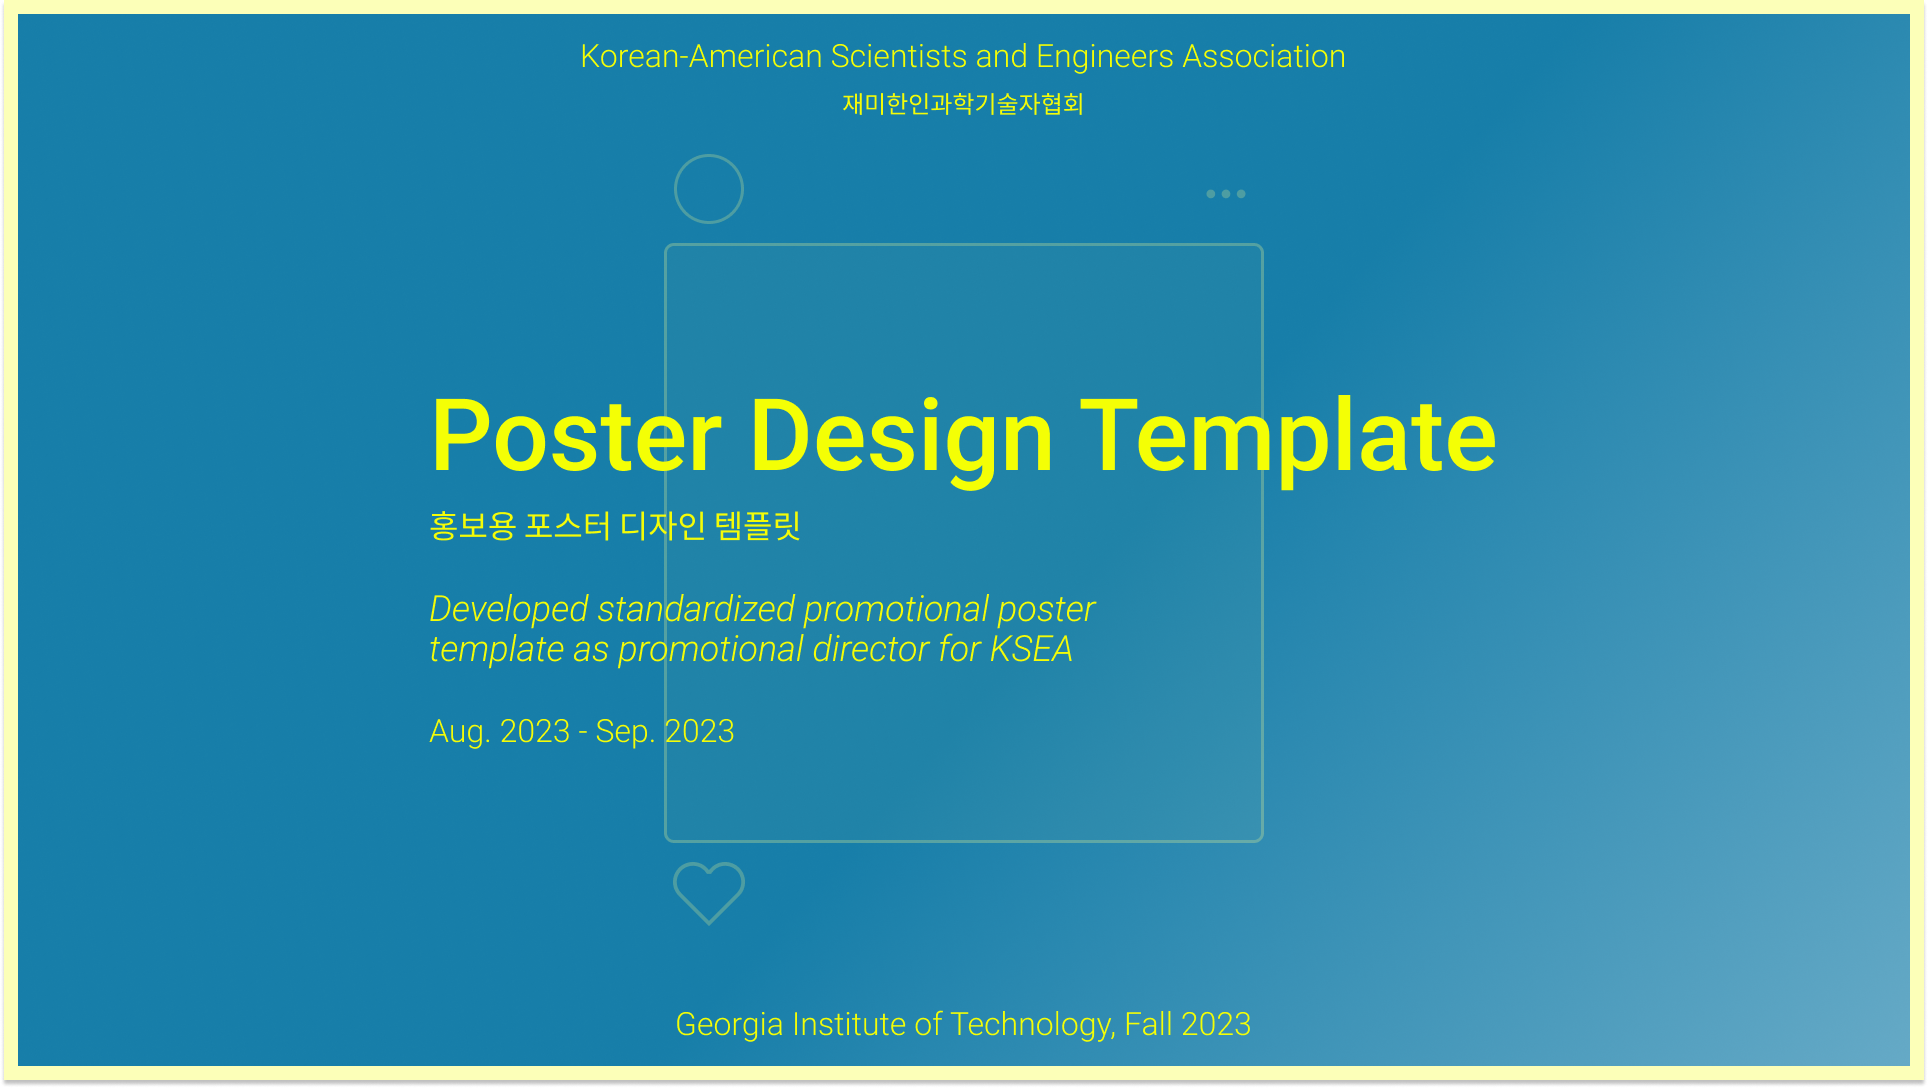 Korean-American Scientists and Engineers Association
재미한인과학기술자협회
Poster Design Template
홍보용 포스터 디자인 템플릿
Developed standardized promotional poster
template as promotional director for KSEA
Aug. 2023 - Sep. 2023
Georgia Institute of Technology, Fall 2023